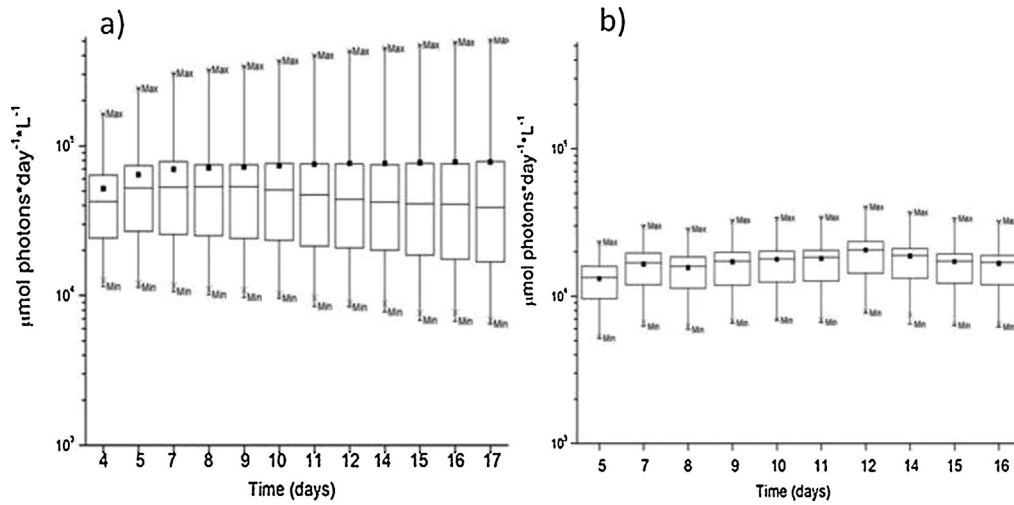 a)
μmol photons*day⁻¹*L⁻¹
10⁵
10⁴
10³
Max Max Max Max Max Max Max Max Max Max Max Max
Min Min Min Min Min Min Min Min Min Min Min Min
4 5 7 8 9 10 11 12 14 15 16 17
Time (days)
b)
μmol photons*day⁻¹*L⁻¹
10⁵
10⁴
10³
Max Max Max Max Max Max Max Max Max Max
Min Min Min Min Min Min Min Min Min Min
5 7 8 9 10 11 12 14 15 16
Time (days)